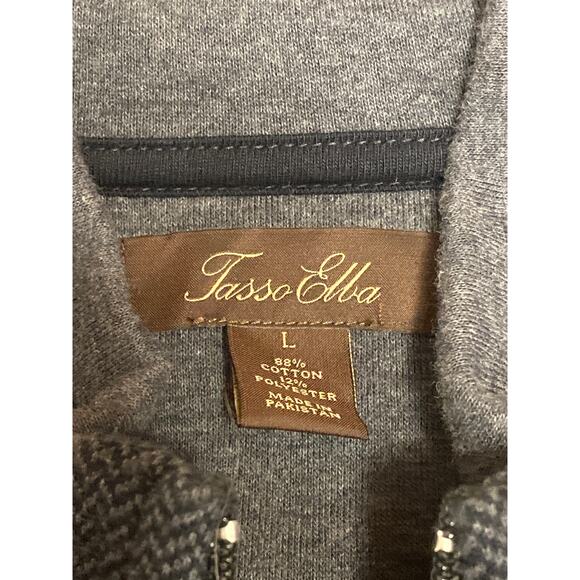 Tasso Elba
L
88%
COTTON
12%
POLYESTER
MADE IN
PAKISTAN